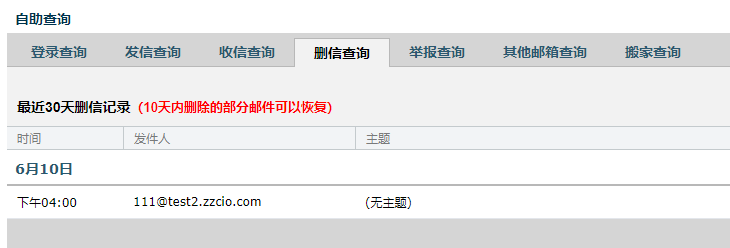 自助查询
登录查询 发信查询 收信查询 删信查询 举报查询 其他邮箱查询 搬家查询
最近30天删信记录 (10天内删除的部分邮件可以恢复)
时间 发件人 主题
6月10日
下午04:00 111@test2.zzcio.com (无主题)